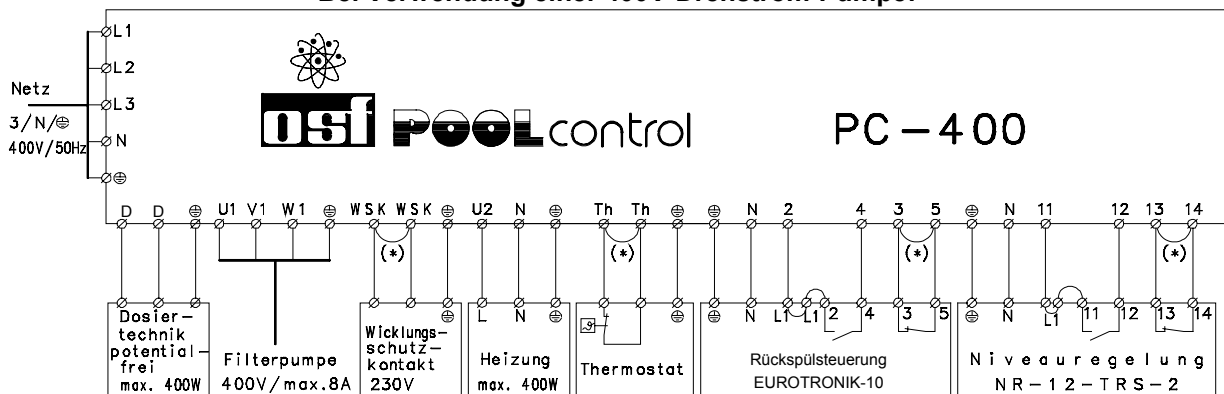 Bei Verwendung einer 400V Drehstrom-Pumpe:
L1
L2
Netz
L3
3/N/⏚
N
400V/50Hz
⏚
osf POOLcontrol PC-400
D D ⏚ U1 V1 W1 ⏚ WSK WSK ⏚ U2 N ⏚ Th Th ⏚ ⏚ N 2 4 3 5 ⏚ N 11 12 13 14
(*) (*) (*) (*)
⏚ L N ⏚ ⏚ ⏚ N L1 L1 2 4 3 5 ⏚ N L1 11 12 13 14
Dosier-
technik
potential-
frei
max. 400W
Filterpumpe
400V/max.8A
Wicklungs-
schutz-
kontakt
230V
Heizung
max. 400W
ϑ
Thermostat
Rückspülsteuerung
EUROTRONIK-10
Niveauregelung
NR-12-TRS-2